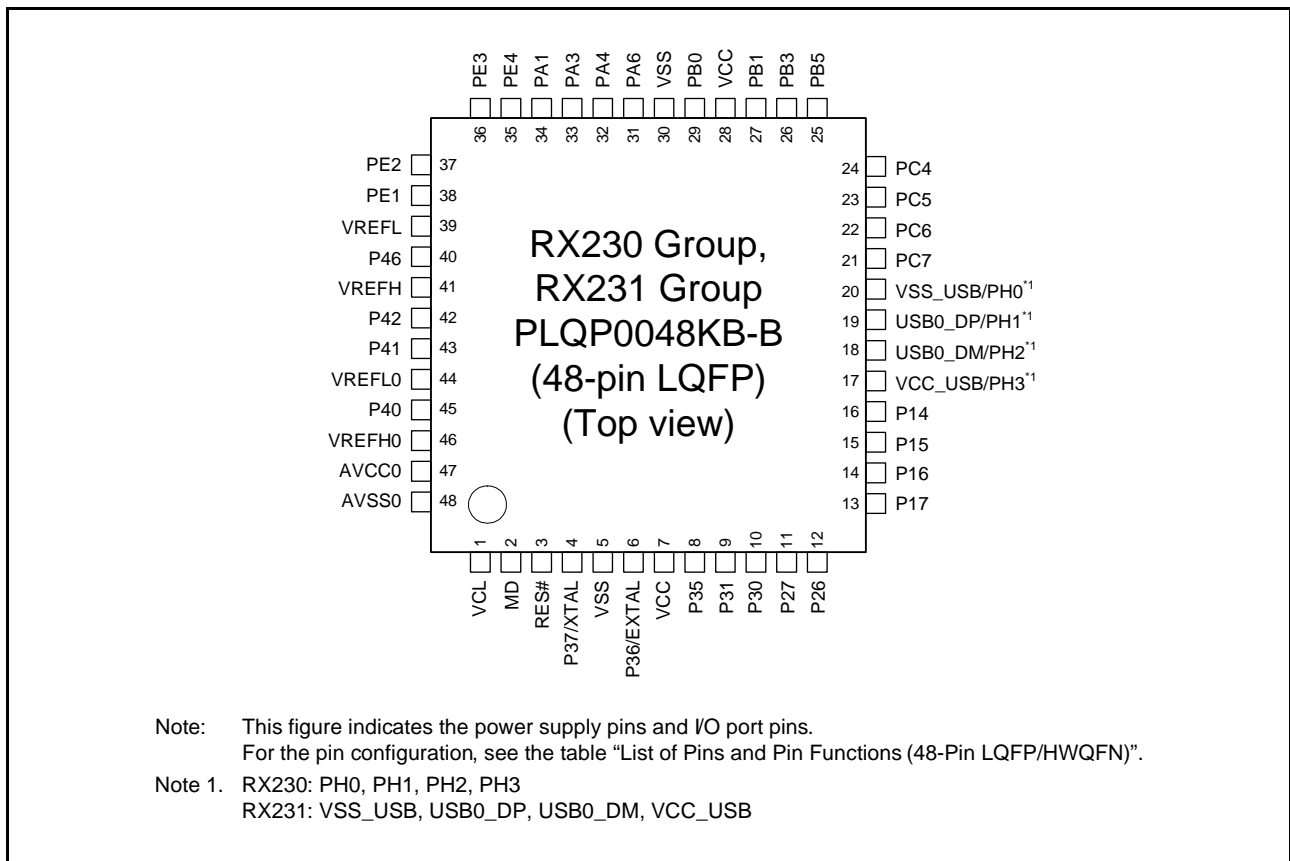 PE3 PE4 PA1 PA3 PA4 PA6 VSS PB0 VCC PB1 PB3 PB5
36 35 34 33 32 31 30 29 28 27 26 25
PE2 37
PE1 38
VREFL 39
P46 40
VREFH 41
P42 42
P41 43
VREFL0 44
P40 45
VREFH0 46
AVCC0 47
AVSS0 48
RX230 Group,
RX231 Group
PLQP0048KB-B
(48-pin LQFP)
(Top view)
24 PC4
23 PC5
22 PC6
21 PC7
20 VSS_USB/PH0*1
19 USB0_DP/PH1*1
18 USB0_DM/PH2*1
17 VCC_USB/PH3*1
16 P14
15 P15
14 P16
13 P17
1 2 3 4 5 6 7 8 9 10 11 12
VCL MD RES# P37/XTAL VSS P36/EXTAL VCC P35 P31 P30 P27 P26
Note: This figure indicates the power supply pins and I/O port pins.
For the pin configuration, see the table “List of Pins and Pin Functions (48-Pin LQFP/HWQFN)”.
Note 1. RX230: PH0, PH1, PH2, PH3
RX231: VSS_USB, USB0_DP, USB0_DM, VCC_USB